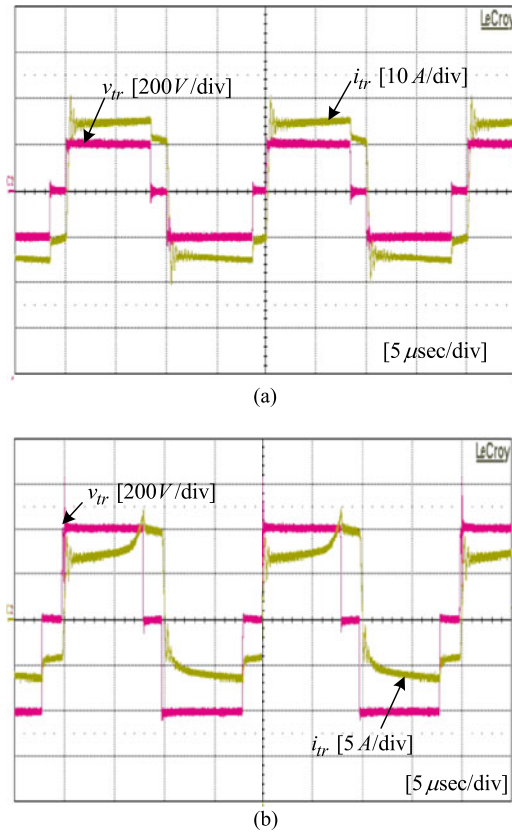 LeCroy
v_tr [200V/div]
i_tr [10 A/div]
[5 μsec/div]
(a)
LeCroy
v_tr [200V/div]
i_tr [5 A/div]
[5 μsec/div]
(b)